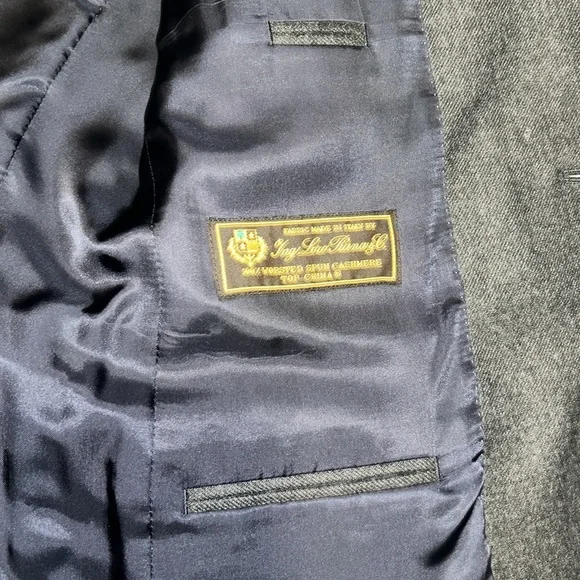 FABRIC MADE IN ITALY BY
Ing. Loro Piana & C.
100% WORSTED SPUN CASHMERE
TOP CHINA ®